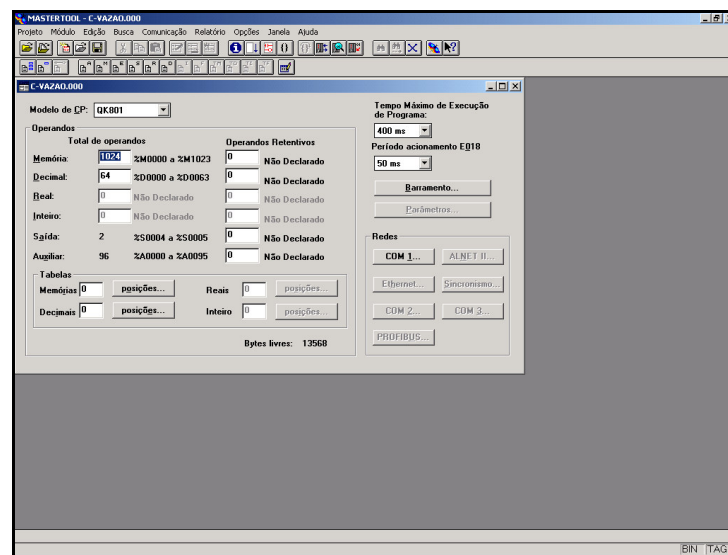 MASTERTOOL - C-VAZAO.000
Projeto Módulo Edição Busca Comunicação Relatório Opções Janela Ajuda
C-VAZAO.000
Modelo de CP: QK801
Tempo Máximo de Execução
de Programa:
400 ms
Período acionamento E018
50 ms
Barramento...
Parâmetros...
Operandos
Total de operandos Operandos Retentivos
Memória: 1024 %M0000 a %M1023 0 Não Declarado
Decimal: 64 %D0000 a %D0063 0 Não Declarado
Real: 0 Não Declarado 0 Não Declarado
Inteiro: 0 Não Declarado 0 Não Declarado
Saída: 2 %S0004 a %S0005 0 Não Declarado
Auxiliar: 96 %A0000 a %A0095 0 Não Declarado
Tabelas
Memórias 0 posições... Reais 0 posições...
Decimais 0 posições... Inteiro 0 posições...
Bytes livres: 13568
Redes
COM 1... ALNET II...
Ethernet... Sincronismo...
COM 2... COM 3...
PROFIBUS...
BIN TAG